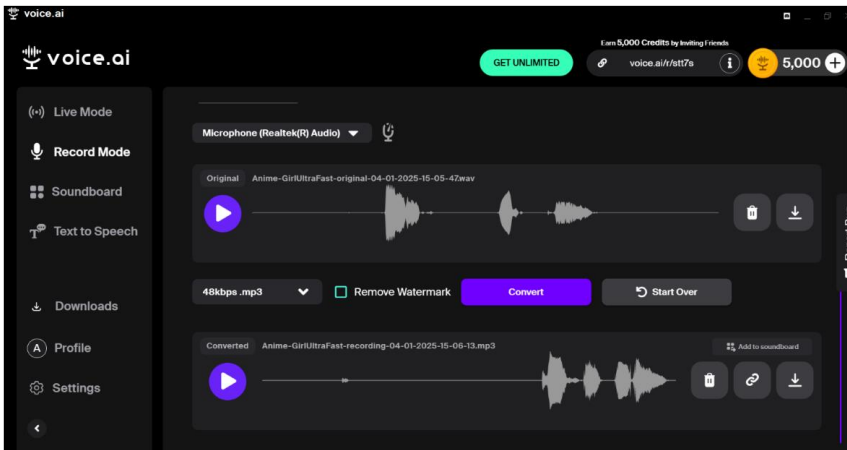 voice.ai
voice.ai
GET UNLIMITED
Earn 5,000 Credits by Inviting Friends
voice.ai/r/stt7s
i
5,000
Live Mode
Record Mode
Soundboard
Text to Speech
Downloads
A
Profile
Settings
Microphone (Realtek(R) Audio)
Original
Anime-GirlUltraFast-original-04-01-2025-15-05-47.wav
48kbps .mp3
Remove Watermark
Convert
Start Over
Converted
Anime-GirlUltraFast-recording-04-01-2025-15-06-13.mp3
Add to soundboard